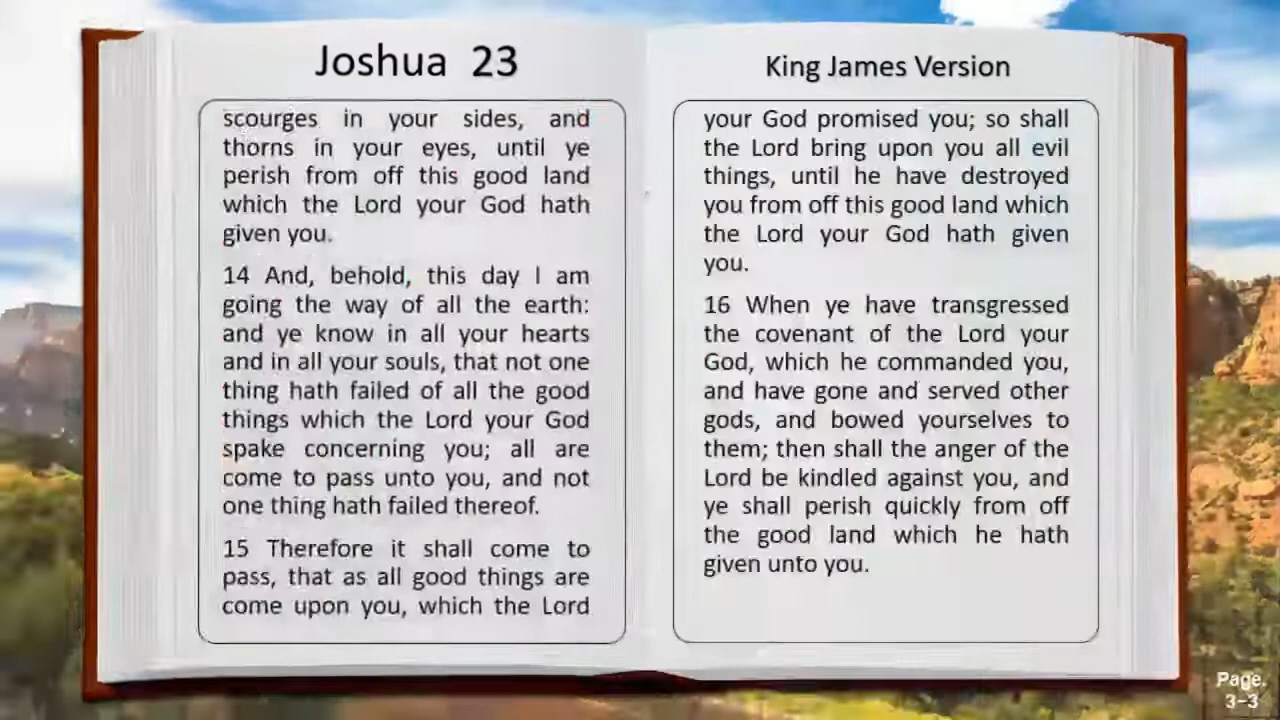 Joshua 23
scourges in your sides, and
thorns in your eyes, until ye
perish from off this good land
which the Lord your God hath
given you.
14 And, behold, this day I am
going the way of all the earth:
and ye know in all your hearts
and in all your souls, that not one
thing hath failed of all the good
things which the Lord your God
spake concerning you; all are
come to pass unto you, and not
one thing hath failed thereof.
15 Therefore it shall come to
pass, that as all good things are
come upon you, which the Lord
King James Version
your God promised you; so shall
the Lord bring upon you all evil
things, until he have destroyed
you from off this good land which
the Lord your God hath given
you.
16 When ye have transgressed
the covenant of the Lord your
God, which he commanded you,
and have gone and served other
gods, and bowed yourselves to
them; then shall the anger of the
Lord be kindled against you, and
ye shall perish quickly from off
the good land which he hath
given unto you.
Page.
3-3